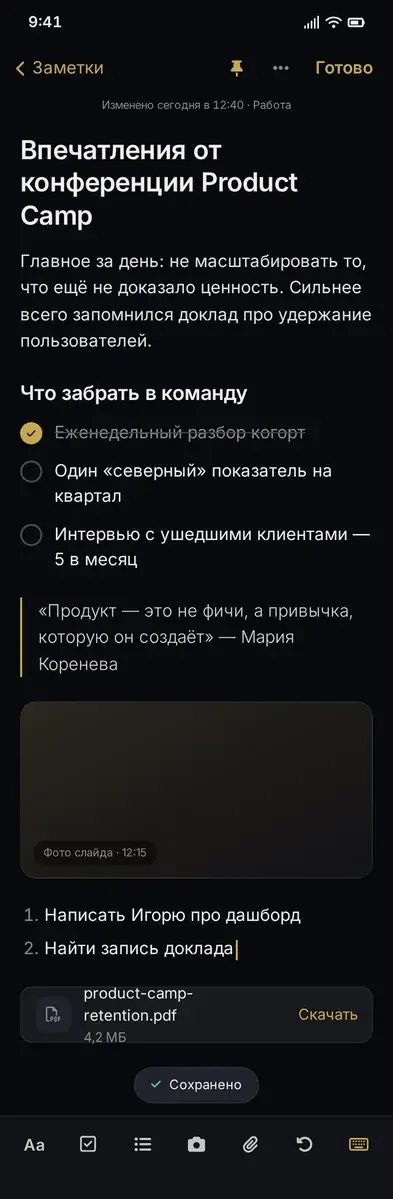 9:41
Заметки
Готово
Изменено сегодня в 12:40 · Работа
Впечатления от
конференции Product
Camp
Главное за день: не масштабировать то,
что ещё не доказало ценность. Сильнее
всего запомнился доклад про удержание
пользователей.
Что забрать в команду
Еженедельный разбор когорт
Один «северный» показатель на
квартал
Интервью с ушедшими клиентами —
5 в месяц
«Продукт — это не фичи, а привычка,
которую он создаёт» — Мария
Коренева
Фото слайда · 12:15
1. Написать Игорю про дашборд
2. Найти запись доклада
product-camp-
retention.pdf
PDF
Скачать
4,2 МБ
Сохранено
Aa